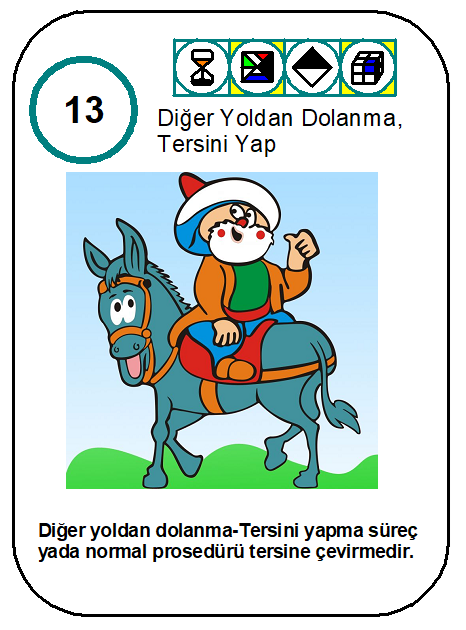 13
Diğer Yoldan Dolanma,
Tersini Yap
Diğer yoldan dolanma-Tersini yapma süreç
yada normal prosedürü tersine çevirmedir.